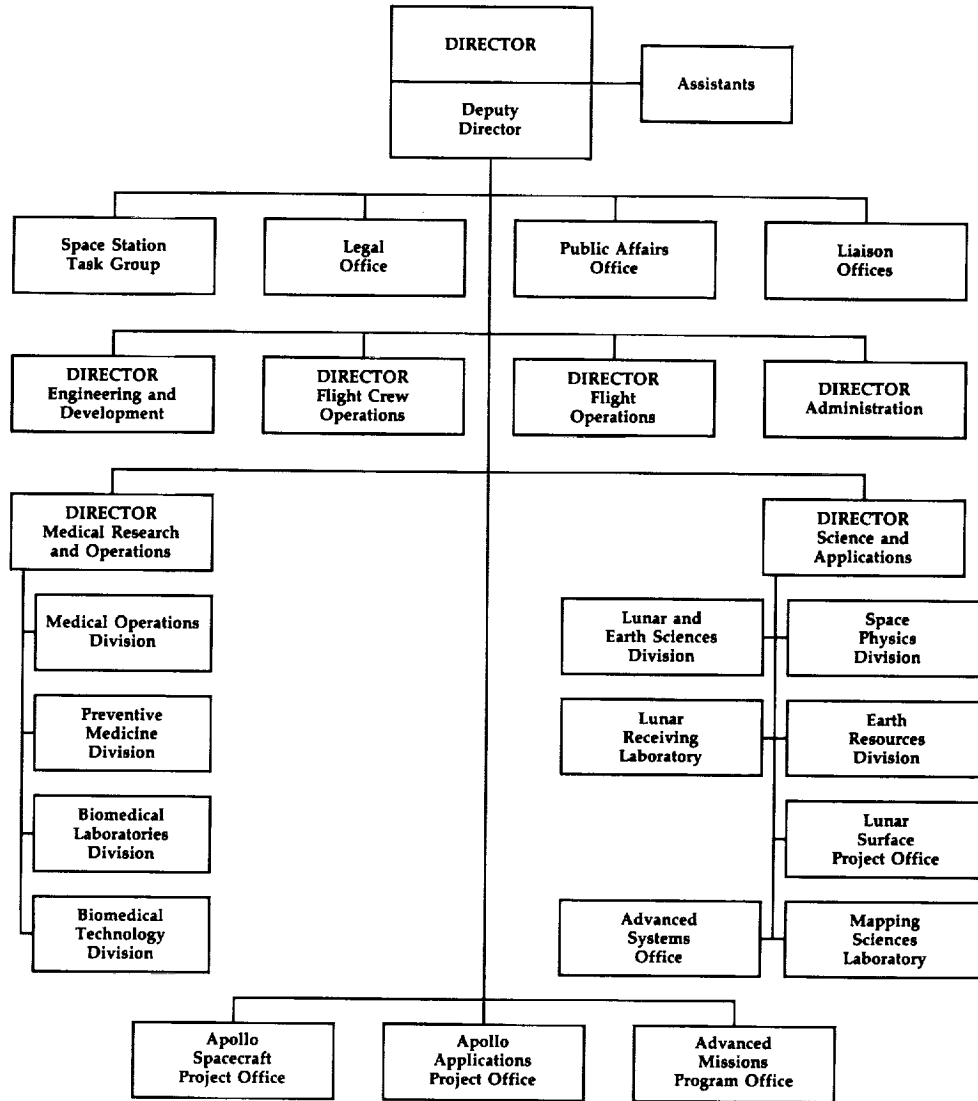 DIRECTOR
Deputy
Director
Assistants
Space Station
Task Group
Legal
Office
Public Affairs
Office
Liaison
Offices
DIRECTOR
Engineering and
Development
DIRECTOR
Flight Crew
Operations
DIRECTOR
Flight
Operations
DIRECTOR
Administration
DIRECTOR
Medical Research
and Operations
DIRECTOR
Science and
Applications
Medical Operations
Division
Preventive
Medicine
Division
Biomedical
Laboratories
Division
Biomedical
Technology
Division
Lunar and
Earth Sciences
Division
Space
Physics
Division
Lunar
Receiving
Laboratory
Earth
Resources
Division
Lunar
Surface
Project Office
Advanced
Systems
Office
Mapping
Sciences
Laboratory
Apollo
Spacecraft
Project Office
Apollo
Applications
Project Office
Advanced
Missions
Program Office